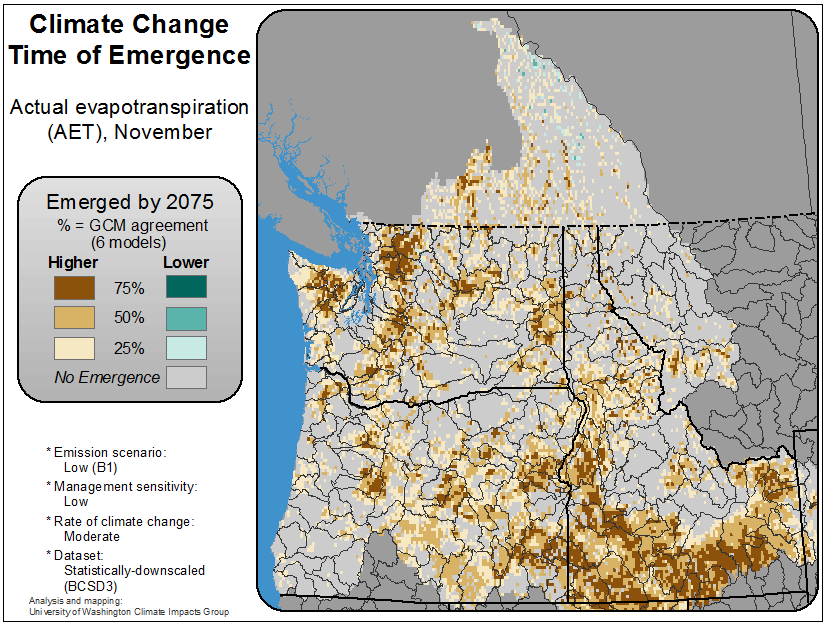 Climate Change
Time of Emergence
Actual evapotranspiration
(AET), November
Emerged by 2075
% = GCM agreement
(6 models)
Higher Lower
75%
50%
25%
No Emergence
* Emission scenario:
Low (B1)
* Management sensitivity:
Low
* Rate of climate change:
Moderate
* Dataset:
Statistically-downscaled
(BCSD3)
Analysis and mapping:
University of Washington Climate Impacts Group